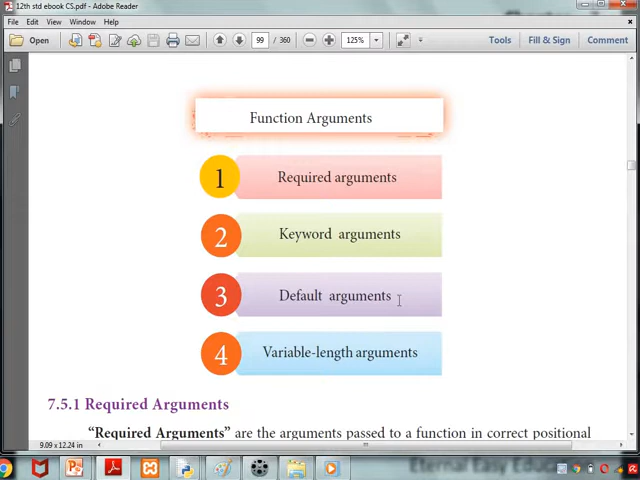 12th std ebook CS.pdf - Adobe Reader
File Edit View Window Help
Open 99 / 360 125% Tools Fill & Sign Comment
Function Arguments
1 Required arguments
2 Keyword arguments
3 Default arguments
4 Variable-length arguments
7.5.1 Required Arguments
“Required Arguments” are the arguments passed to a function in correct positional
9.09 x 12.24 in
Eternal Easy